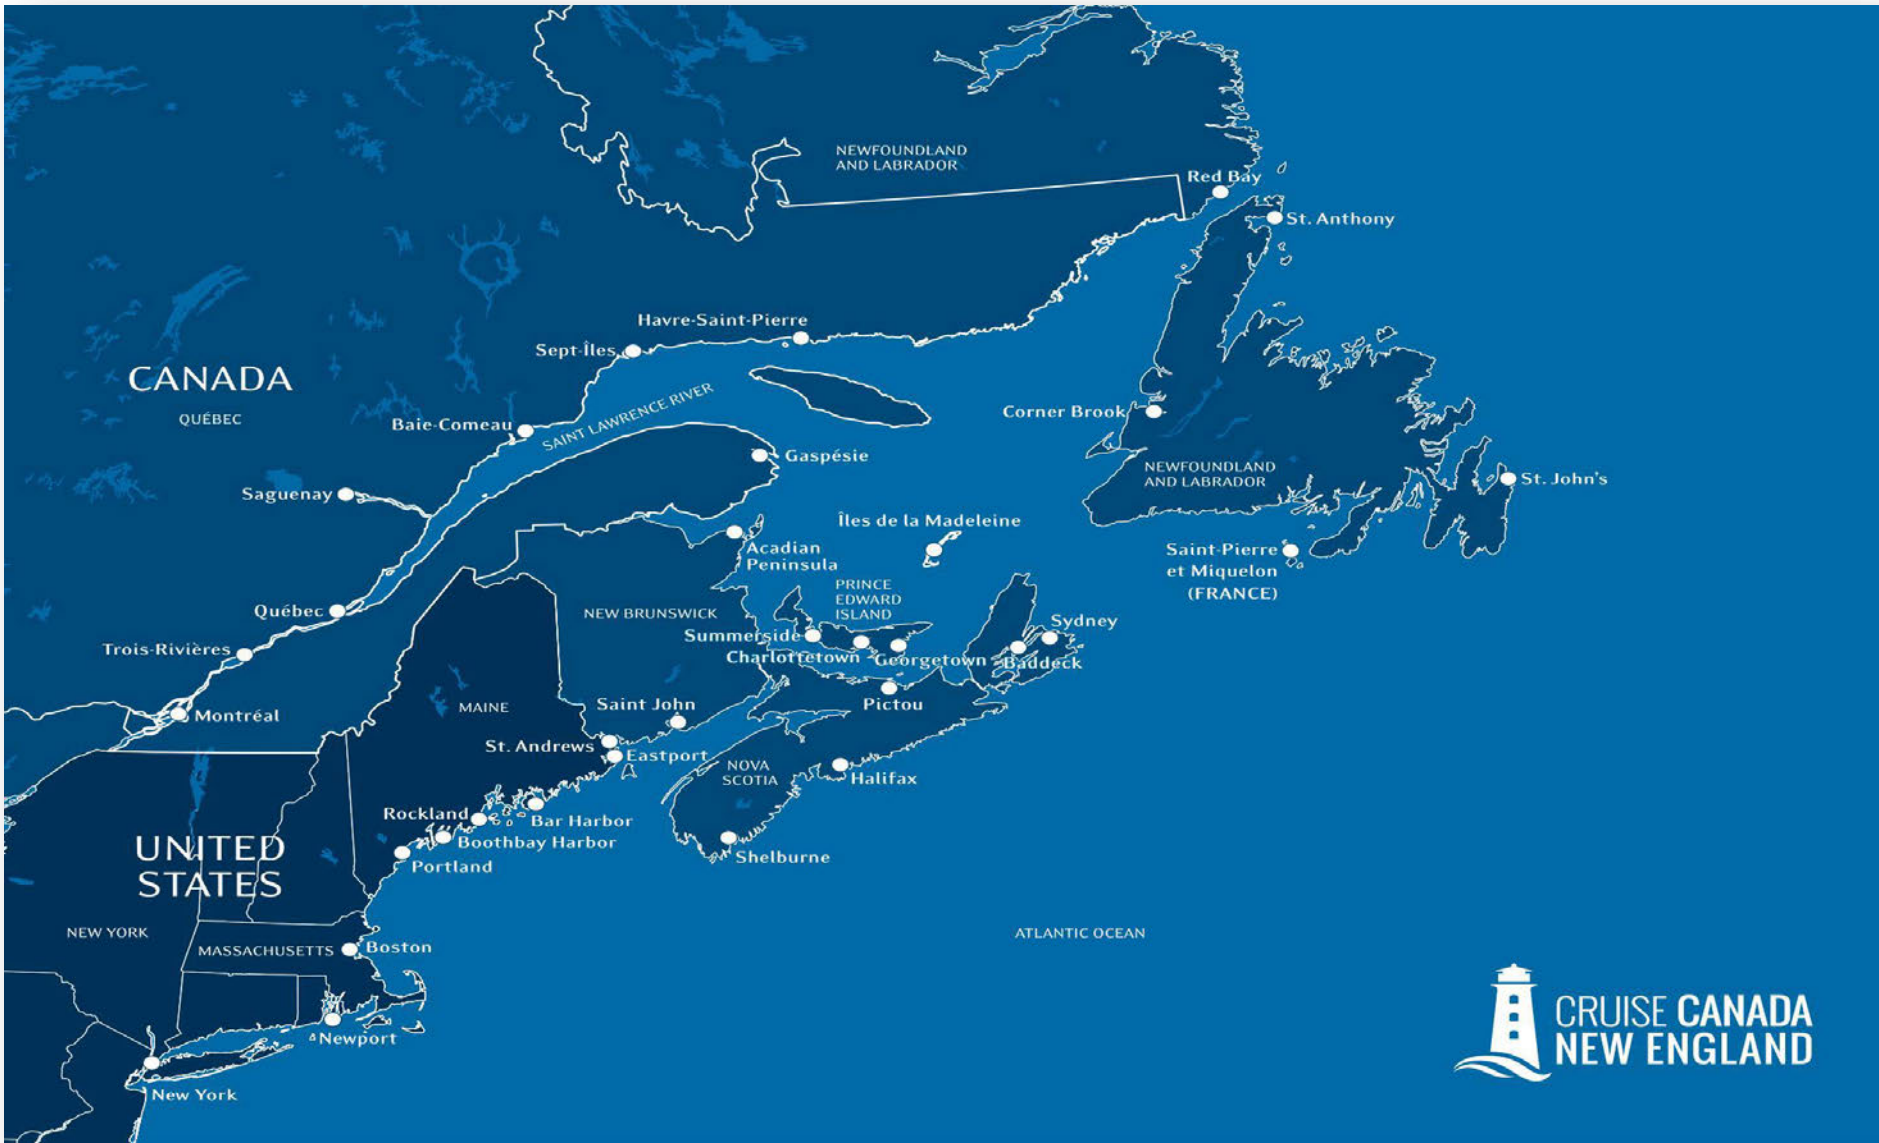 NEWFOUNDLAND
AND LABRADOR
Red Bay
St. Anthony
Havre-Saint-Pierre
Sept-Îles
CANADA
QUÉBEC
SAINT LAWRENCE RIVER
Baie-Comeau
Corner Brook
Gaspésie
NEWFOUNDLAND
AND LABRADOR
St. John's
Saguenay
Îles de la Madeleine
Acadian
Peninsula
Saint-Pierre
et Miquelon
(FRANCE)
PRINCE
EDWARD
ISLAND
Québec
NEW BRUNSWICK
Sydney
Summerside
Trois-Rivières
Charlottetown
Georgetown
Baddeck
Montréal
MAINE
Saint John
Pictou
St. Andrews
Eastport
NOVA
SCOTIA
Halifax
Rockland
Bar Harbor
Boothbay Harbor
UNITED
STATES
Portland
Shelburne
NEW YORK
MASSACHUSETTS
Boston
ATLANTIC OCEAN
Newport
New York
CRUISE CANADA
NEW ENGLAND